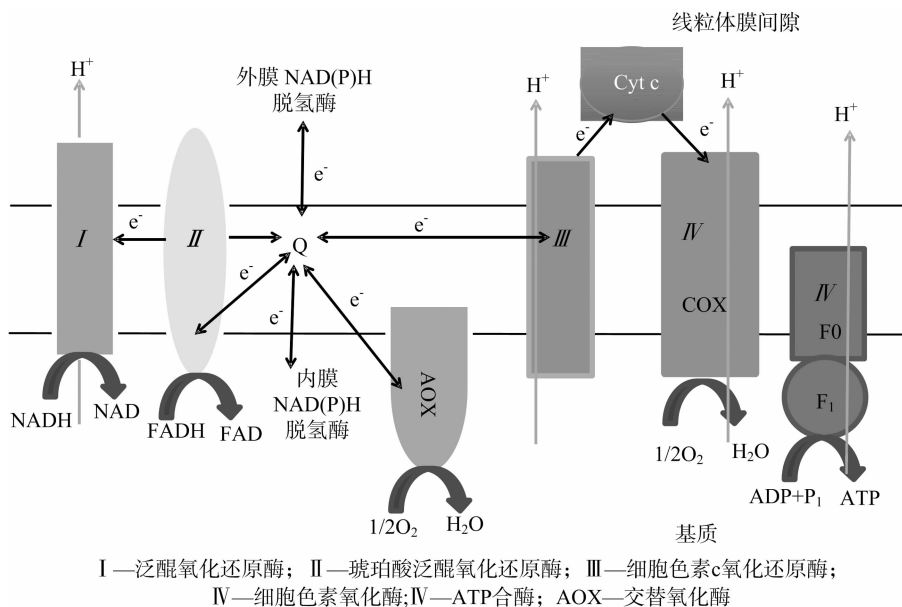 线粒体膜间隙
H⁺
外膜 NAD(P)H
脱氢酶
Cyt c
H⁺
H⁺
H⁺
e⁻
e⁻
e⁻
e⁻
e⁻
I
II
Q
III
IV
e⁻
e⁻
e⁻
COX
IV
F0
AOX
内膜
NAD(P)H
脱氢酶
NADH
NAD
FADH
FAD
F₁
1/2O₂
H₂O
1/2O₂
H₂O
ADP+P₁
ATP
基质
Ⅰ—泛醌氧化还原酶；Ⅱ—琥珀酸泛醌氧化还原酶；Ⅲ—细胞色素c氧化还原酶；
Ⅳ—细胞色素氧化酶;Ⅳ—ATP合酶；AOX—交替氧化酶